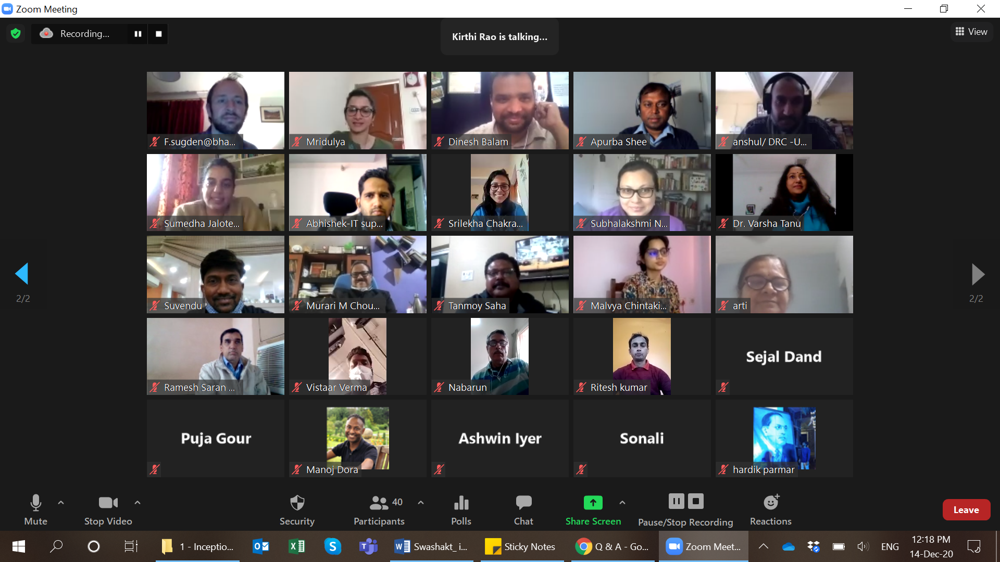 Zoom Meeting
Recording...
Kirthi Rao is talking...
View
F.sugden@bha...
Mridulya
Dinesh Balam
Apurba Shee
anshul/ DRC -U...
Sumedha Jalote...
Abhishek-IT sup...
Srilekha Chakra...
Subhalakshmi N...
Dr. Varsha Tanu
2/2
2/2
Suvendu
Murari M Chou...
Tanmoy Saha
Malvya Chintaki...
arti
Ramesh Saran ...
Vistaar Verma
Nabarun
Ritesh kumar
Sejal Dand
Puja Gour
Manoj Dora
Ashwin Iyer
Sonali
hardik parmar
Mute
Stop Video
Security
Participants
40
Polls
Chat
Share Screen
Pause/Stop Recording
Reactions
Leave
1 - Inceptio...
Swashakt_ i...
Sticky Notes
Q & A - Go...
Zoom Meet...
ENG
12:18 PM
14-Dec-20